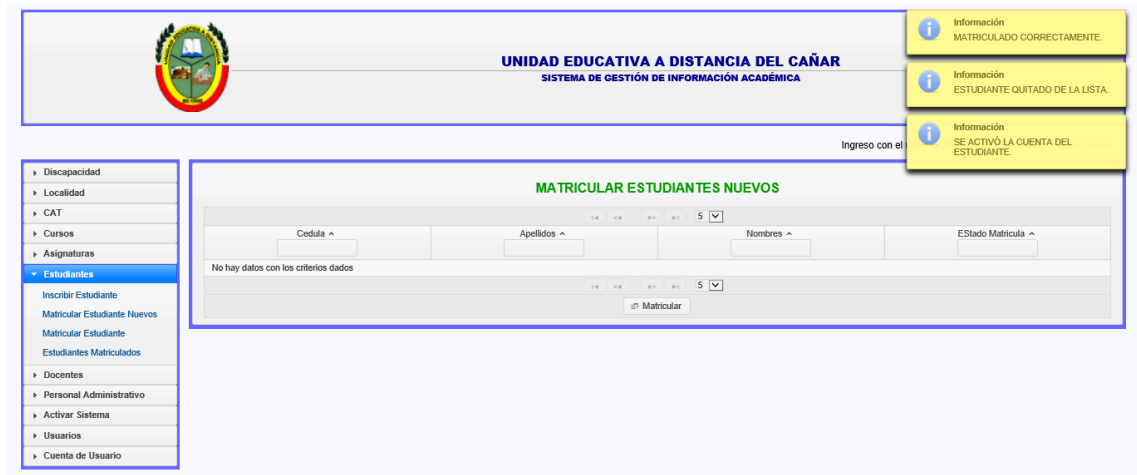 UNIDAD EDUCATIVA A DISTANCIA DEL CAÑAR
SISTEMA DE GESTIÓN DE INFORMACIÓN ACADÉMICA
Información
MATRICULADO CORRECTAMENTE.
Información
ESTUDIANTE QUITADO DE LA LISTA.
Información
SE ACTIVÓ LA CUENTA DEL
ESTUDIANTE.
Ingreso con el
Discapacidad
Localidad
CAT
Cursos
Asignaturas
Estudiantes
Inscribir Estudiante
Matricular Estudiante Nuevos
Matricular Estudiante
Estudiantes Matriculados
Docentes
Personal Administrativo
Activar Sistema
Usuarios
Cuenta de Usuario
MATRICULAR ESTUDIANTES NUEVOS
5
Cedula Apellidos Nombres EStado Matricula
No hay datos con los criterios dados
5
Matricular